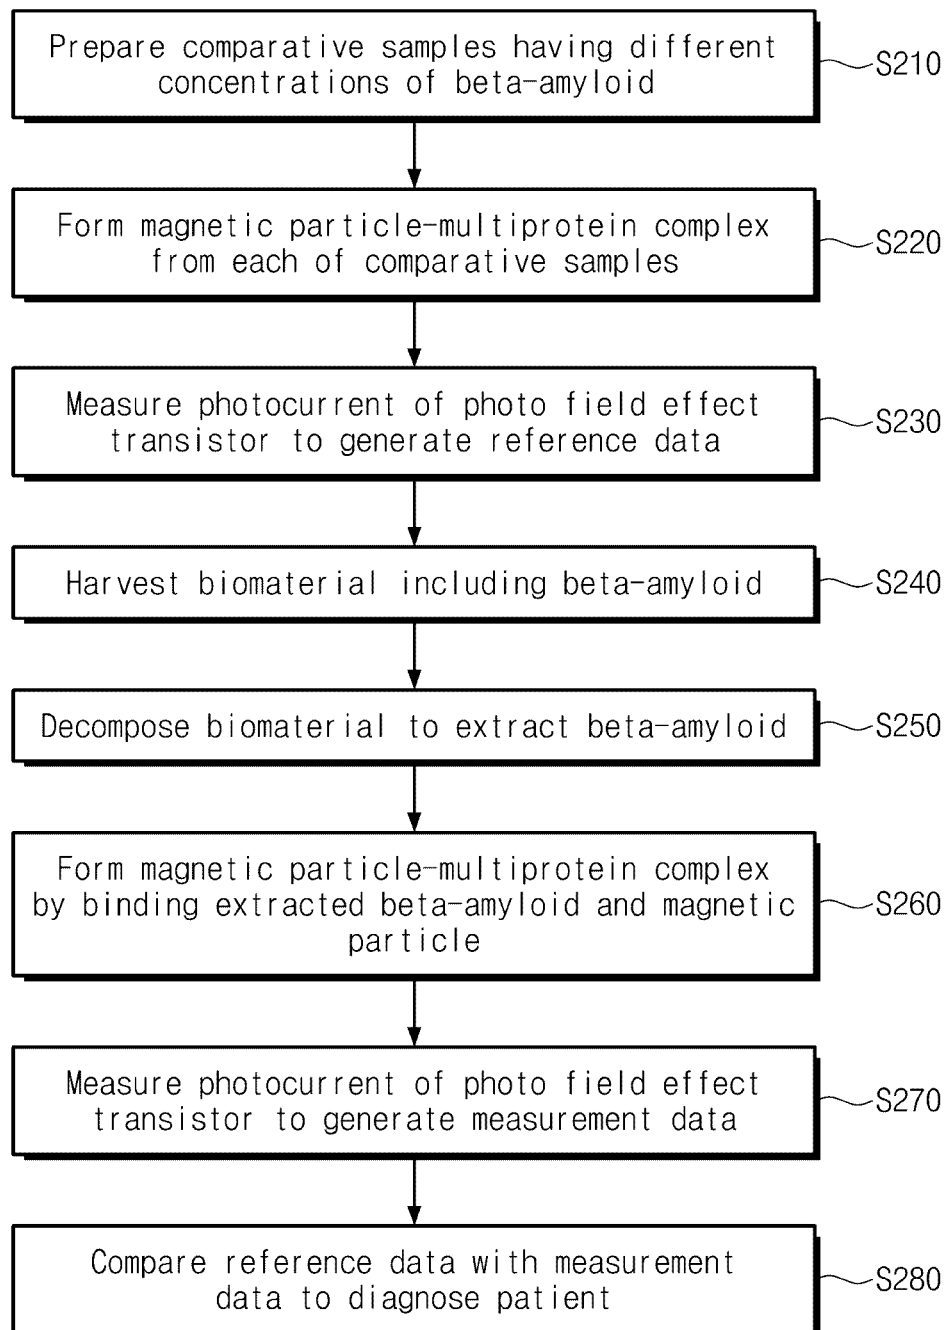 Prepare comparative samples having different
concentrations of beta-amyloid
S210
Form magnetic particle-multiprotein complex
from each of comparative samples
S220
Measure photocurrent of photo field effect
transistor to generate reference data
S230
Harvest biomaterial including beta-amyloid
S240
Decompose biomaterial to extract beta-amyloid
S250
Form magnetic particle-multiprotein complex
by binding extracted beta-amyloid and magnetic
particle
S260
Measure photocurrent of photo field effect
transistor to generate measurement data
S270
Compare reference data with measurement
data to diagnose patient
S280